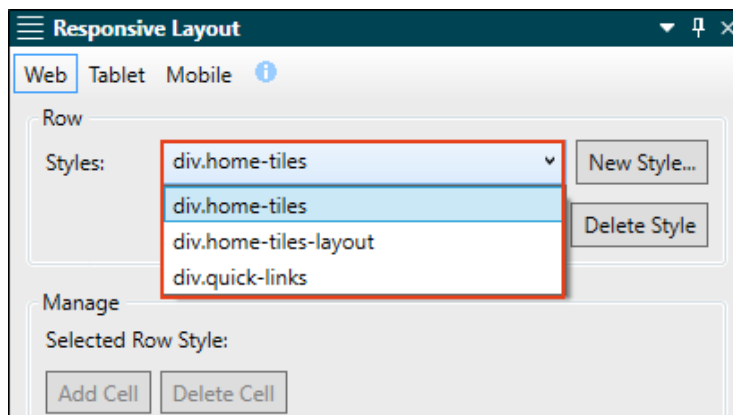 Responsive Layout
Web Tablet Mobile
Row
Styles: div.home-tiles New Style...
div.home-tiles
Delete Style
div.home-tiles-layout
div.quick-links
Manage
Selected Row Style:
Add Cell Delete Cell